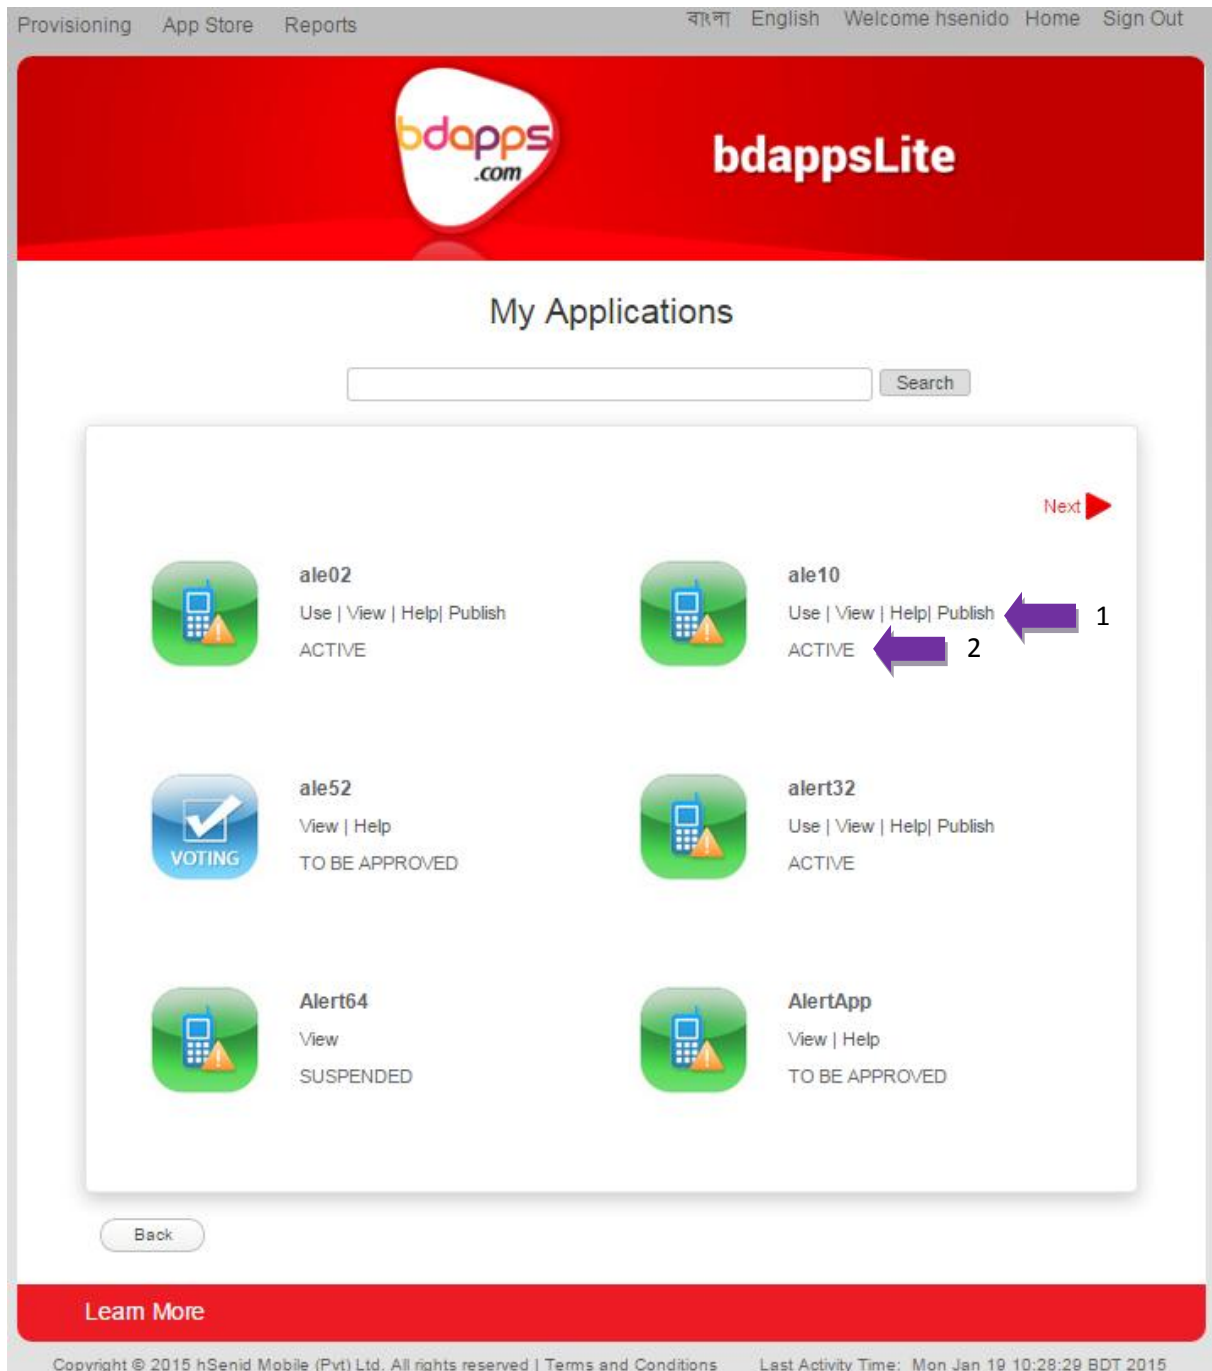 Provisioning App Store Reports বাংলা English Welcome hsenido Home Sign Out
bdapps
.com
bdappsLite
My Applications
Search
Next
ale02
Use | View | Help| Publish
ACTIVE
ale10
Use | View | Help| Publish 1
ACTIVE 2
VOTING
ale52
View | Help
TO BE APPROVED
alert32
Use | View | Help| Publish
ACTIVE
Alert64
View
SUSPENDED
AlertApp
View | Help
TO BE APPROVED
Back
Learn More
Copyright © 2015 hSenid Mobile (Pvt) Ltd. All rights reserved | Terms and Conditions Last Activity Time: Mon Jan 19 10:28:29 BDT 2015